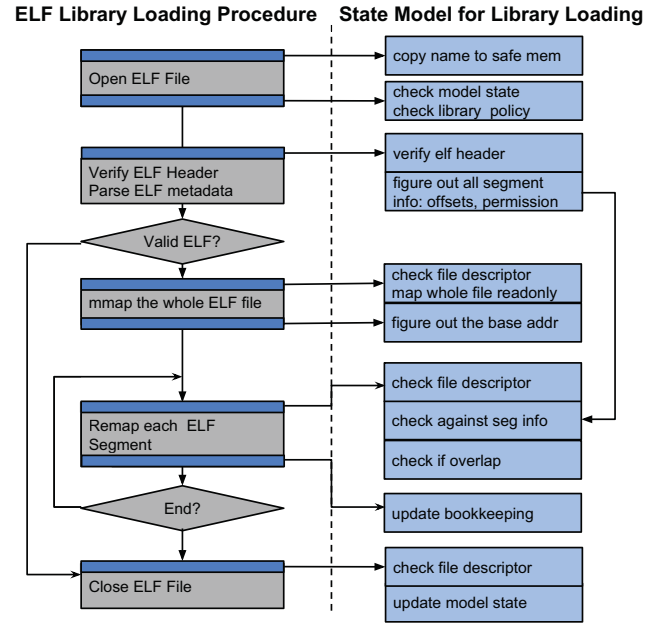 ELF Library Loading Procedure
State Model for Library Loading
Open ELF File
copy name to safe mem
check model state
check library policy
Verify ELF Header
Parse ELF metadata
verify elf header
figure out all segment
info: offsets, permission
Valid ELF?
mmap the whole ELF file
check file descriptor
map whole file readonly
figure out the base addr
Remap each ELF
Segment
check file descriptor
check against seg info
check if overlap
End?
update bookkeeping
Close ELF File
check file descriptor
update model state